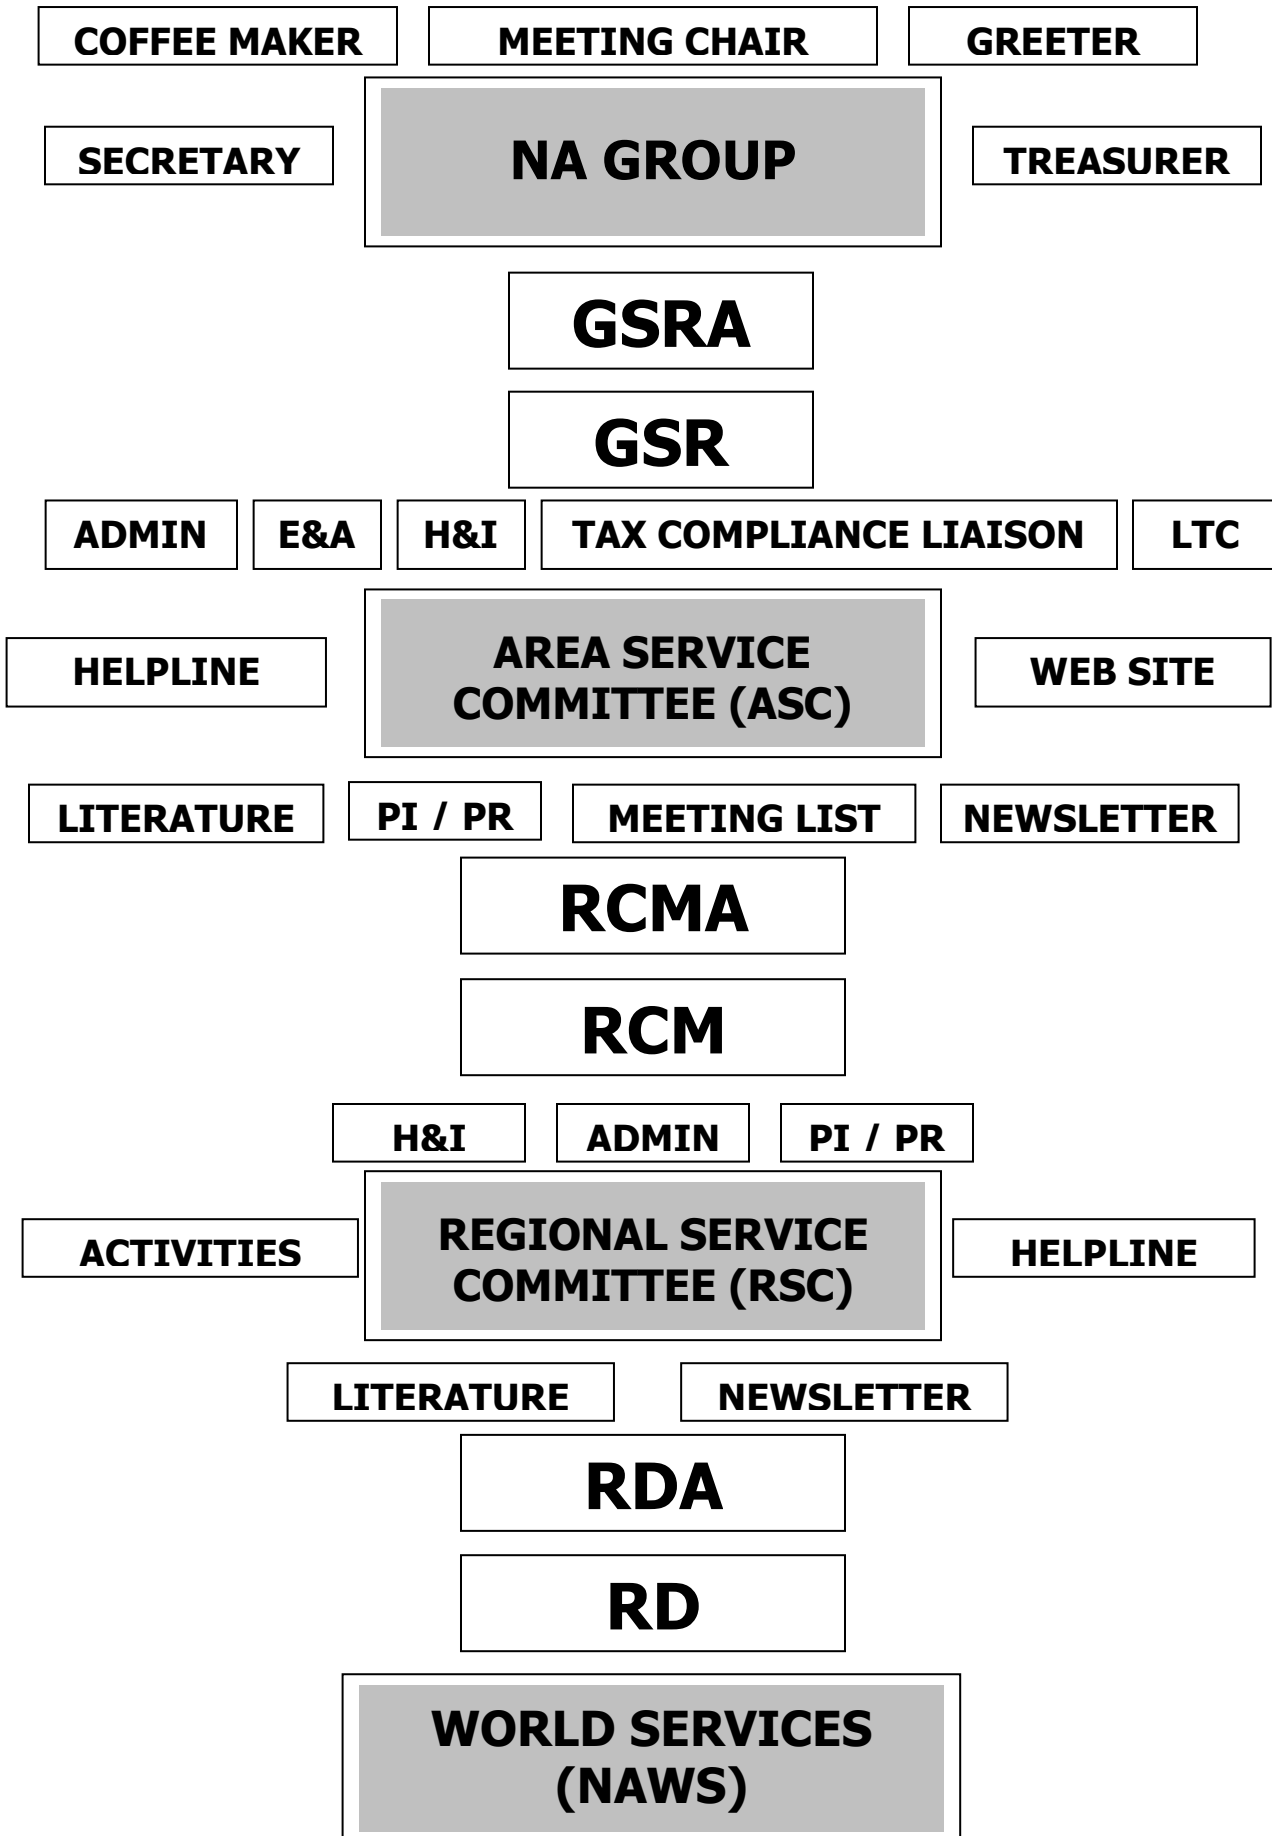 COFFEE MAKER
MEETING CHAIR
GREETER
SECRETARY
NA GROUP
TREASURER
GSRA
GSR
ADMIN
E&A
H&I
TAX COMPLIANCE LIAISON
LTC
HELPLINE
AREA SERVICE
COMMITTEE (ASC)
WEB SITE
LITERATURE
PI / PR
MEETING LIST
NEWSLETTER
RCMA
RCM
H&I
ADMIN
PI / PR
ACTIVITIES
REGIONAL SERVICE
COMMITTEE (RSC)
HELPLINE
LITERATURE
NEWSLETTER
RDA
RD
WORLD SERVICES
(NAWS)